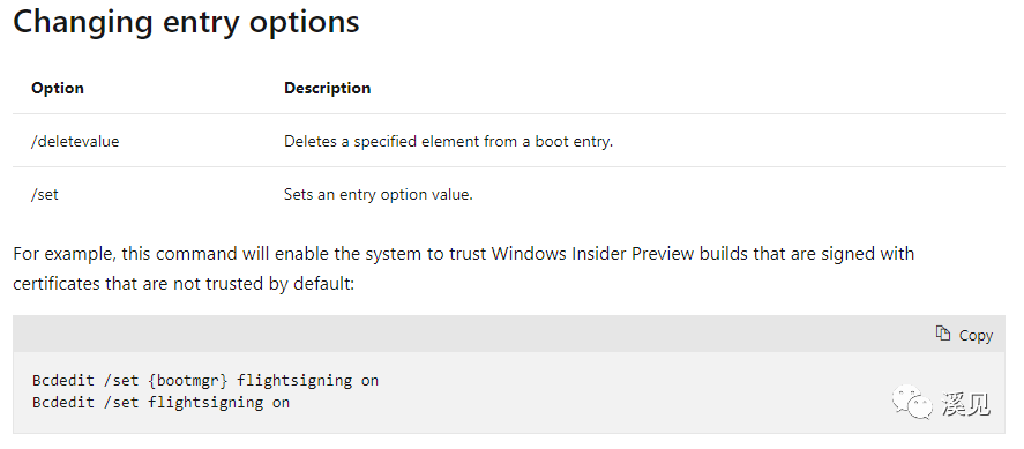 Changing entry options
Option Description
/deletevalue Deletes a specified element from a boot entry.
/set Sets an entry option value.
For example, this command will enable the system to trust Windows Insider Preview builds that are signed with
certificates that are not trusted by default:
Copy
Bcdedit /set {bootmgr} flightsigning on
Bcdedit /set flightsigning on
溪见